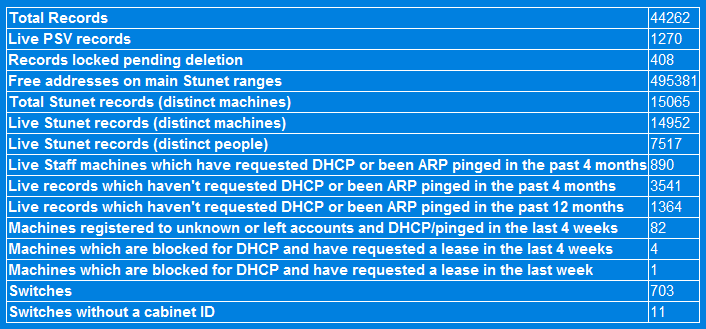 Total Records 44262
Live PSV records 1270
Records locked pending deletion 408
Free addresses on main Stunet ranges 495381
Total Stunet records (distinct machines) 15065
Live Stunet records (distinct machines) 14952
Live Stunet records (distinct people) 7517
Live Staff machines which have requested DHCP or been ARP pinged in the past 4 months 890
Live records which haven't requested DHCP or been ARP pinged in the past 4 months 3541
Live records which haven't requested DHCP or been ARP pinged in the past 12 months 1364
Machines registered to unknown or left accounts and DHCP/pinged in the last 4 weeks 82
Machines which are blocked for DHCP and have requested a lease in the last 4 weeks 4
Machines which are blocked for DHCP and have requested a lease in the last week 1
Switches 703
Switches without a cabinet ID 11